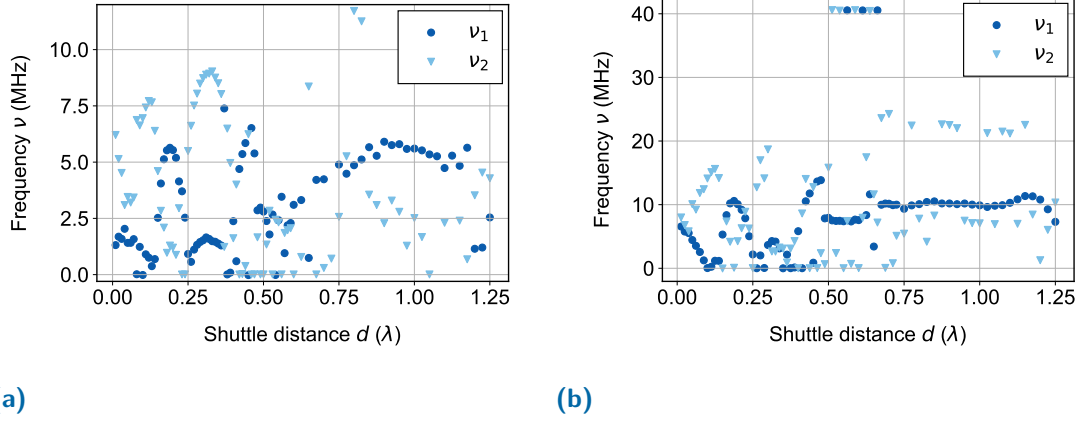 ν₁
ν₂
10.0
7.5
5.0
2.5
0.0
Frequency ν (MHz)
0.00 0.25 0.50 0.75 1.00 1.25
Shuttle distance d (λ)
a)
ν₁
ν₂
40
30
20
10
0
Frequency ν (MHz)
0.00 0.25 0.50 0.75 1.00 1.25
Shuttle distance d (λ)
(b)